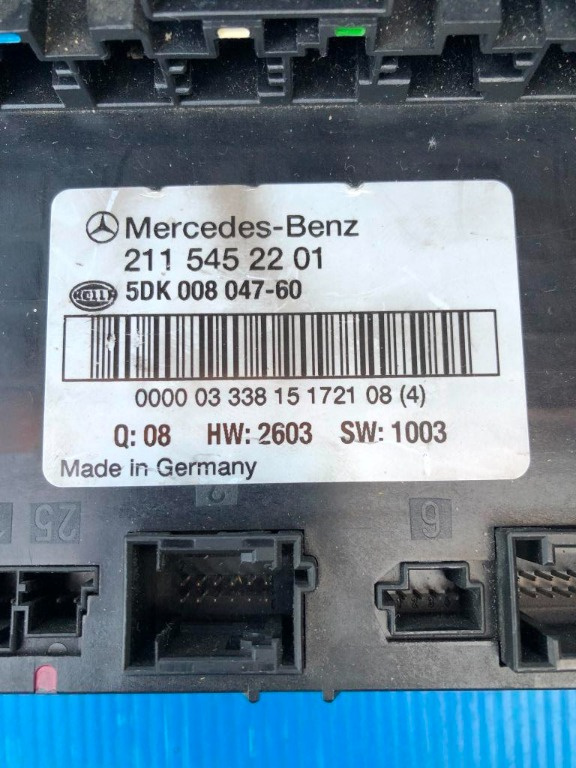 Mercedes-Benz
211 545 22 01
HELLA 5DK 008 047-60
0000 03 338 15 1721 08 (4)
Q: 08 HW: 2603 SW: 1003
Made in Germany
25
6